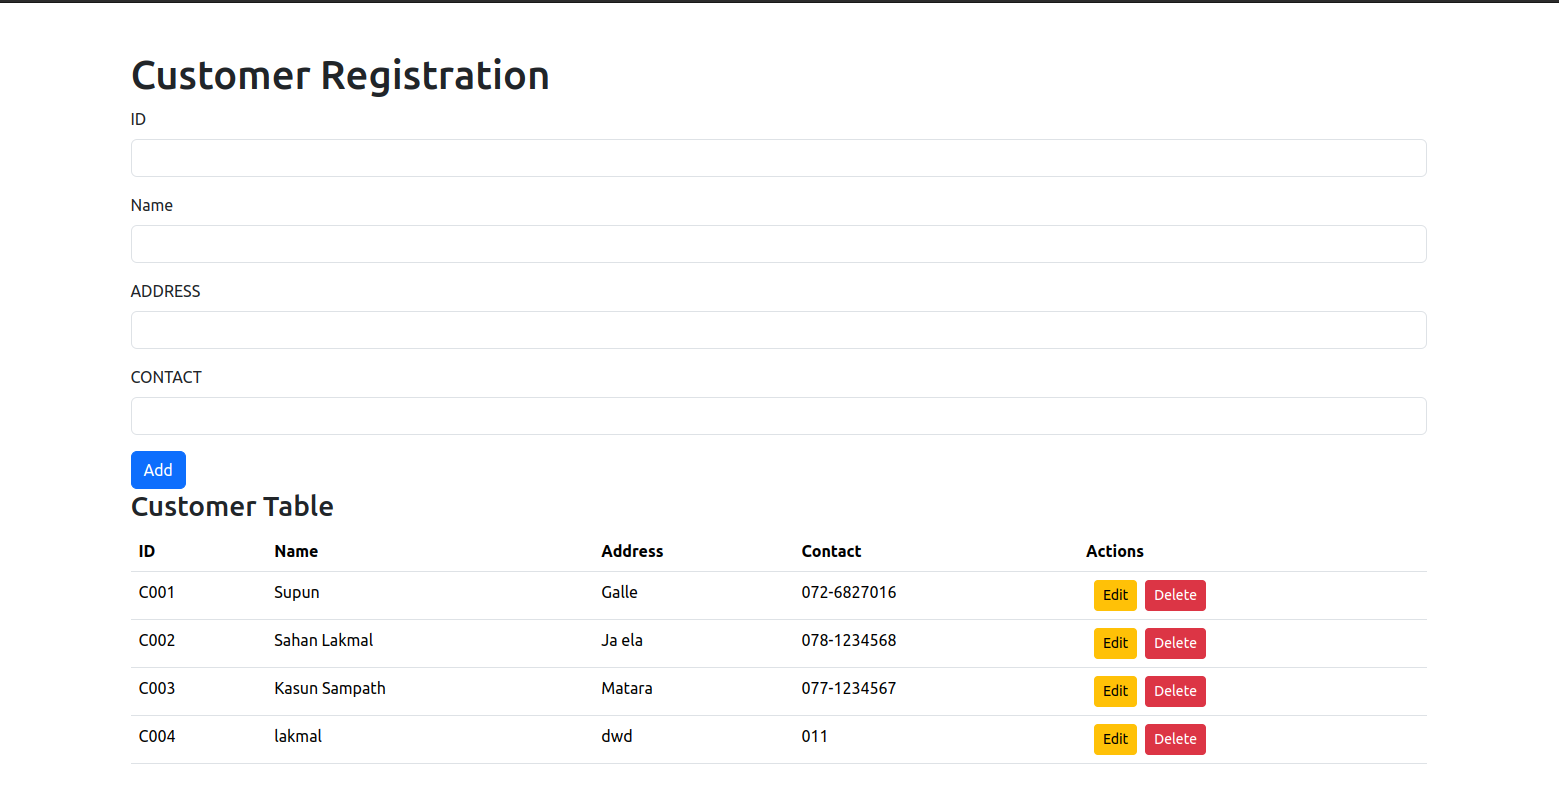 Customer Registration
ID
Name
ADDRESS
CONTACT
Add
Customer Table
ID Name Address Contact Actions
C001 Supun Galle 072-6827016 Edit Delete
C002 Sahan Lakmal Ja ela 078-1234568 Edit Delete
C003 Kasun Sampath Matara 077-1234567 Edit Delete
C004 lakmal dwd 011 Edit Delete